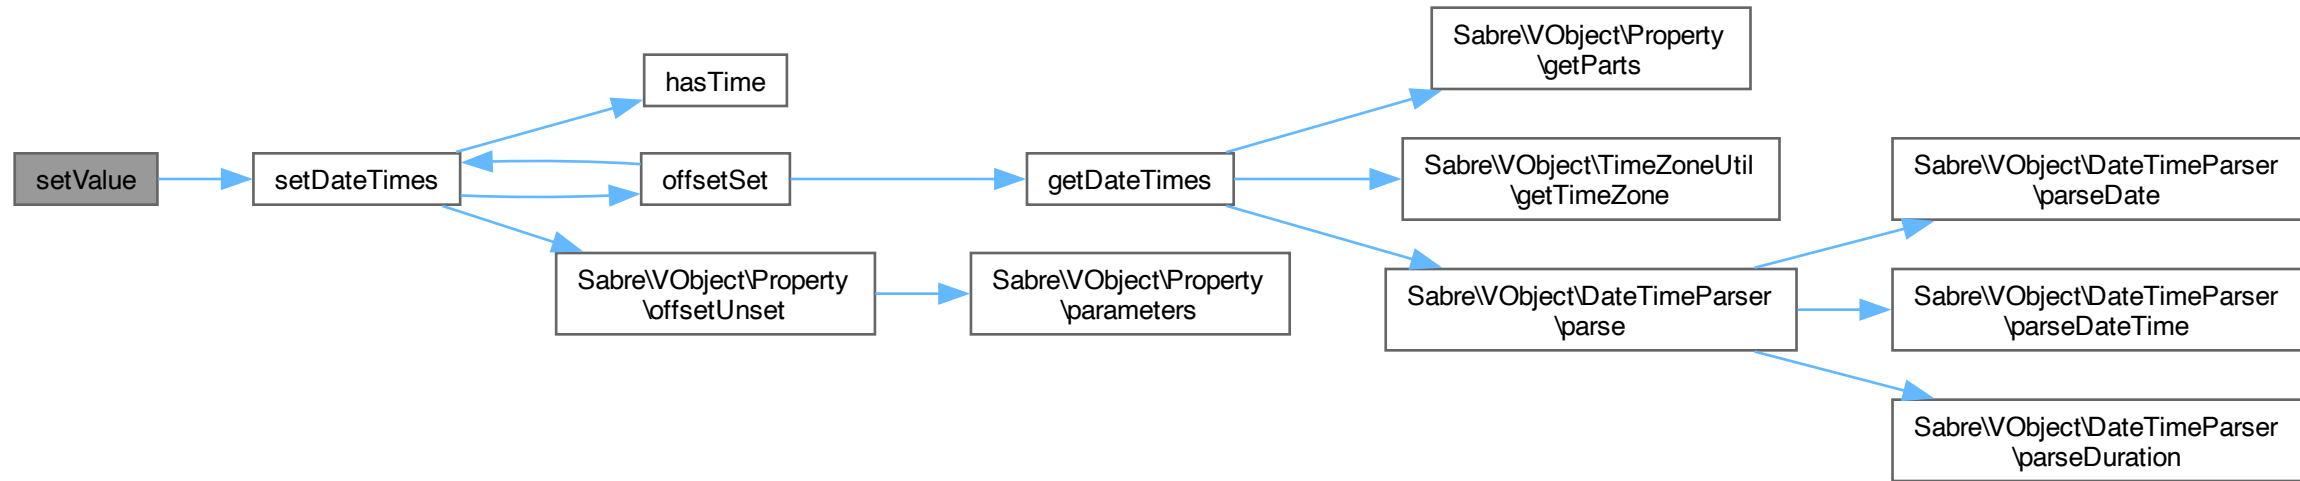 setValue
setDateTimes
hasTime
offsetSet
Sabre\VObject\Property
\offsetUnset
getDateTimes
Sabre\VObject\Property
\parameters
Sabre\VObject\Property
\getParts
Sabre\VObject\TimeZoneUtil
\getTimeZone
Sabre\VObject\DateTimeParser
\parse
Sabre\VObject\DateTimeParser
\parseDate
Sabre\VObject\DateTimeParser
\parseDateTime
Sabre\VObject\DateTimeParser
\parseDuration